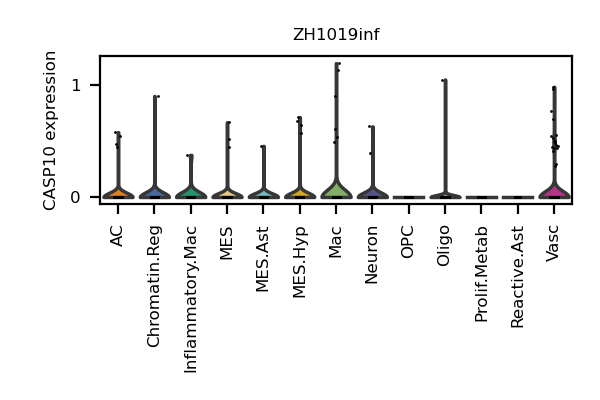 ZH1019inf
CASP10 expression
1
0
AC
Chromatin.Reg
Inflammatory.Mac
MES
MES.Ast
MES.Hyp
Mac
Neuron
OPC
Oligo
Prolif.Metab
Reactive.Ast
Vasc